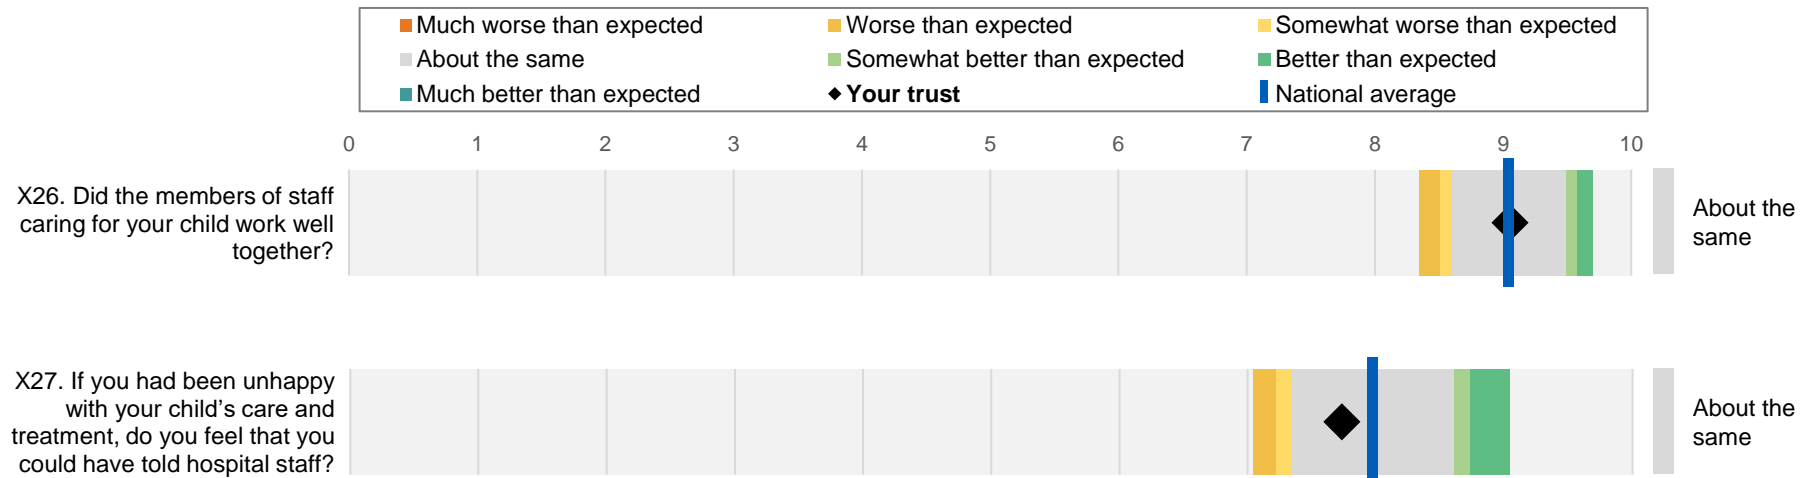 Much worse than expected
Worse than expected
Somewhat worse than expected
About the same
Somewhat better than expected
Better than expected
Much better than expected
Your trust
National average
0 1 2 3 4 5 6 7 8 9 10
X26. Did the members of staff
caring for your child work well
together?
About the
same
X27. If you had been unhappy
with your child’s care and
treatment, do you feel that you
could have told hospital staff?
About the
same